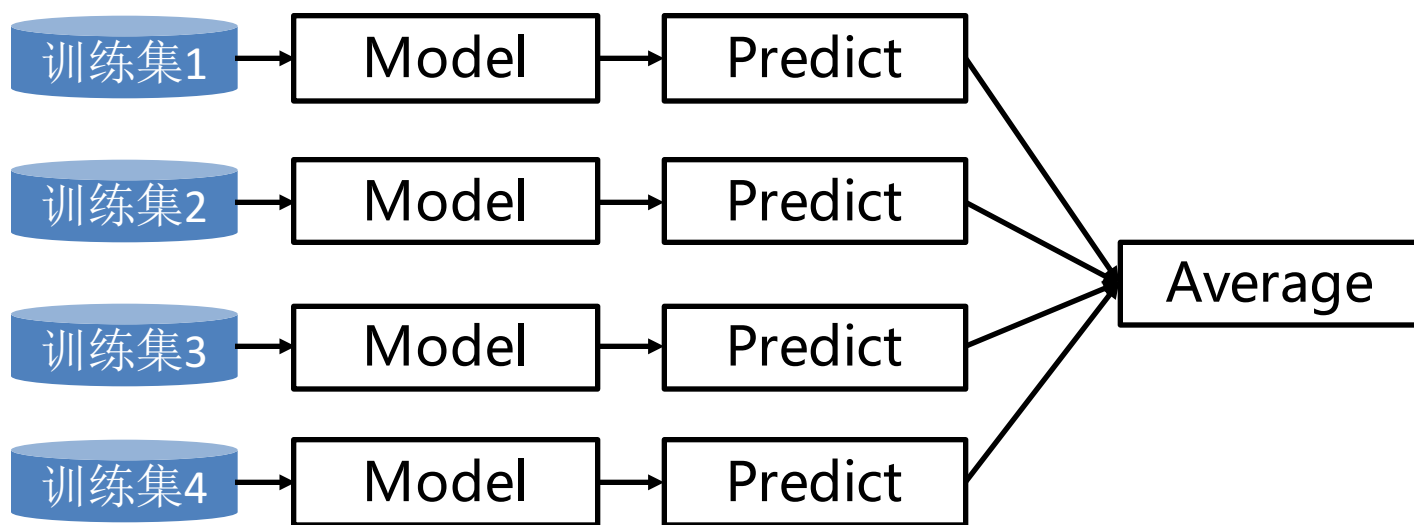 训练集1 Model Predict
训练集2 Model Predict
Average
训练集3 Model Predict
训练集4 Model Predict